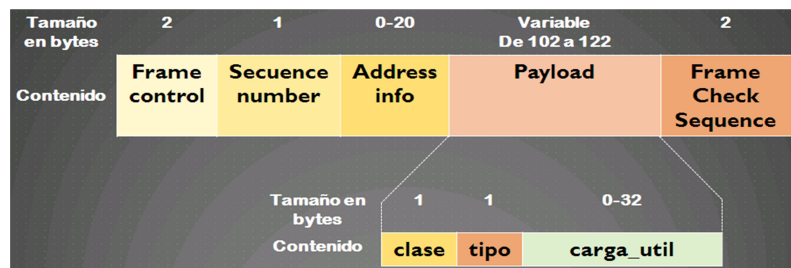 Tamaño 2 1 0-20 Variable 2
en bytes De 102 a 122
Frame Secuence Address Payload Frame
Contenido control number info Check
Sequence
Tamaño en 1 1 0-32
bytes
Contenido clase tipo carga_util